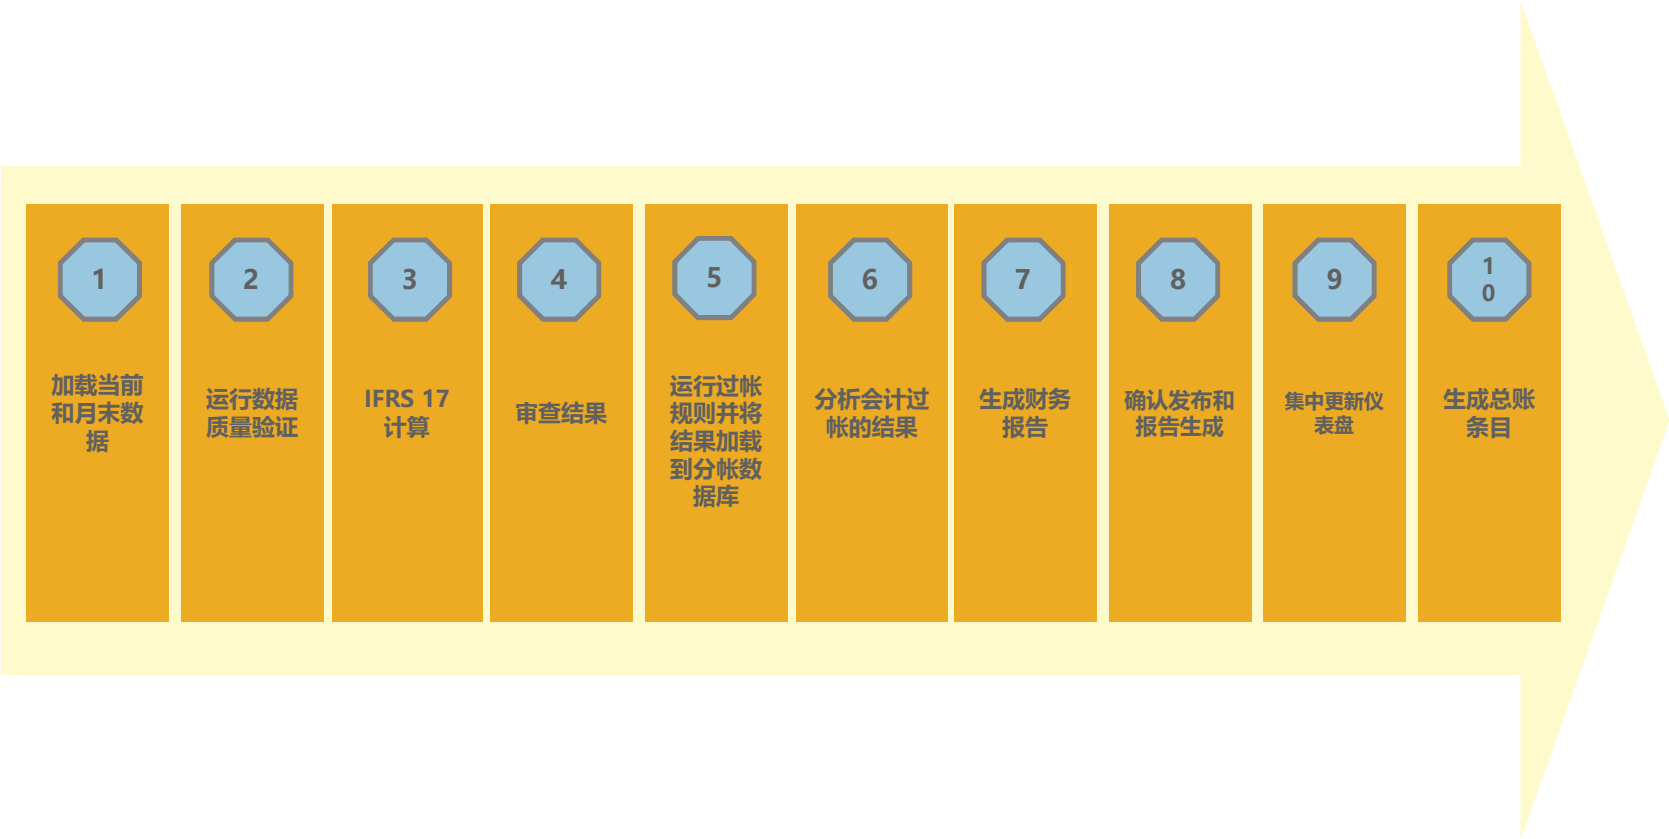 1
加载当前
和月末数
据
2
运行数据
质量验证
3
IFRS 17
计算
4
审查结果
5
运行过帐
规则并将
结果加载
到分帐数
据库
6
分析会计过
帐的结果
7
生成财务
报告
8
确认发布和
报告生成
9
集中更新仪
表盘
1
0
生成总账
条目